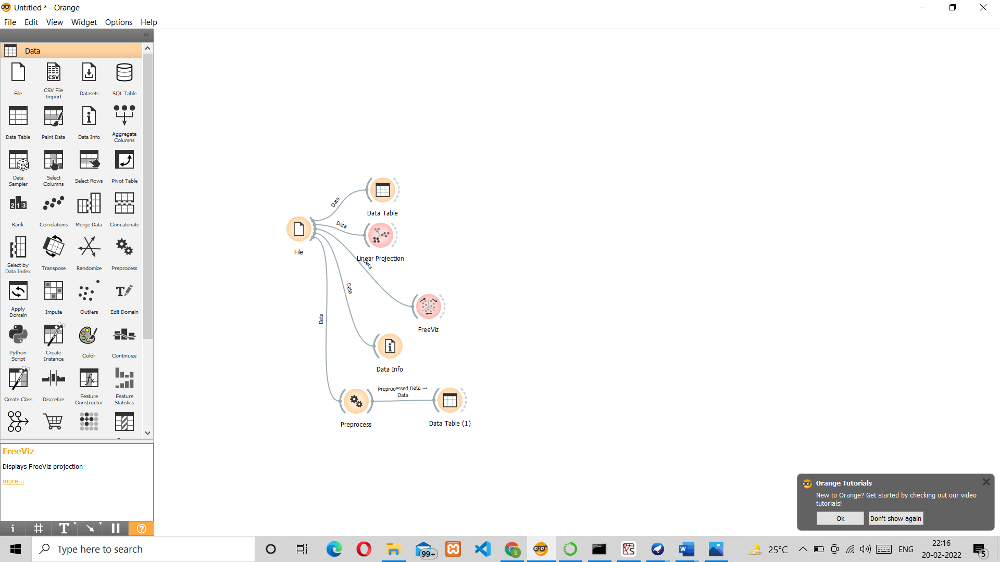 Untitled * - Orange
File Edit View Widget Options Help
«
Data
File
CSV
CSV File
Import
Datasets
SQL Table
Data Table
Paint Data
Data Info
Aggregate
Columns
Data
Sampler
Select
Columns
Select Rows
Pivot Table
213
Rank
Correlations
Merge Data
Concatenate
Select by
Data Index
Transpose
Randomize
Preprocess
Apply
Domain
Impute
Outliers
Edit Domain
Python
Script
Create
Instance
Color
Continuize
Create Class
Discretize
Feature
Constructor
Feature
Statistics
FreeViz
Displays FreeViz projection
more...
Data
Data Table
Data
File
Linear Projection
Data
Data
FreeViz
Data
Data Info
Preprocessed Data →
Data
Preprocess
Data Table (1)
Orange Tutorials
New to Orange? Get started by checking out our video
tutorials!
Ok
Don't show again
Type here to search
99+
25°C
ENG
22:16
20-02-2022
5